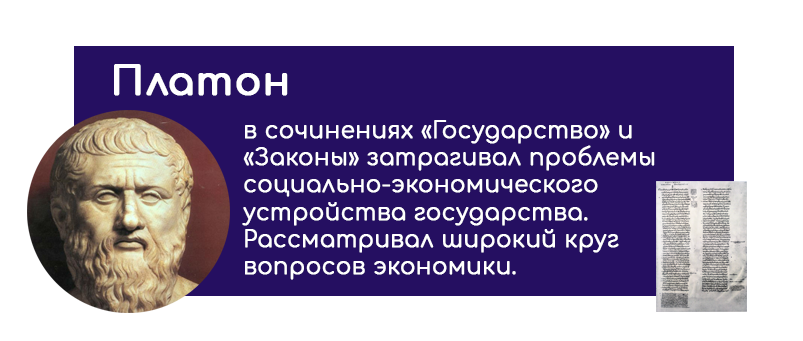 Платон
в сочинениях «Государство» и
«Законы» затрагивал проблемы
социально-экономического
устройства государства.
Рассматривал широкий круг
вопросов экономики.